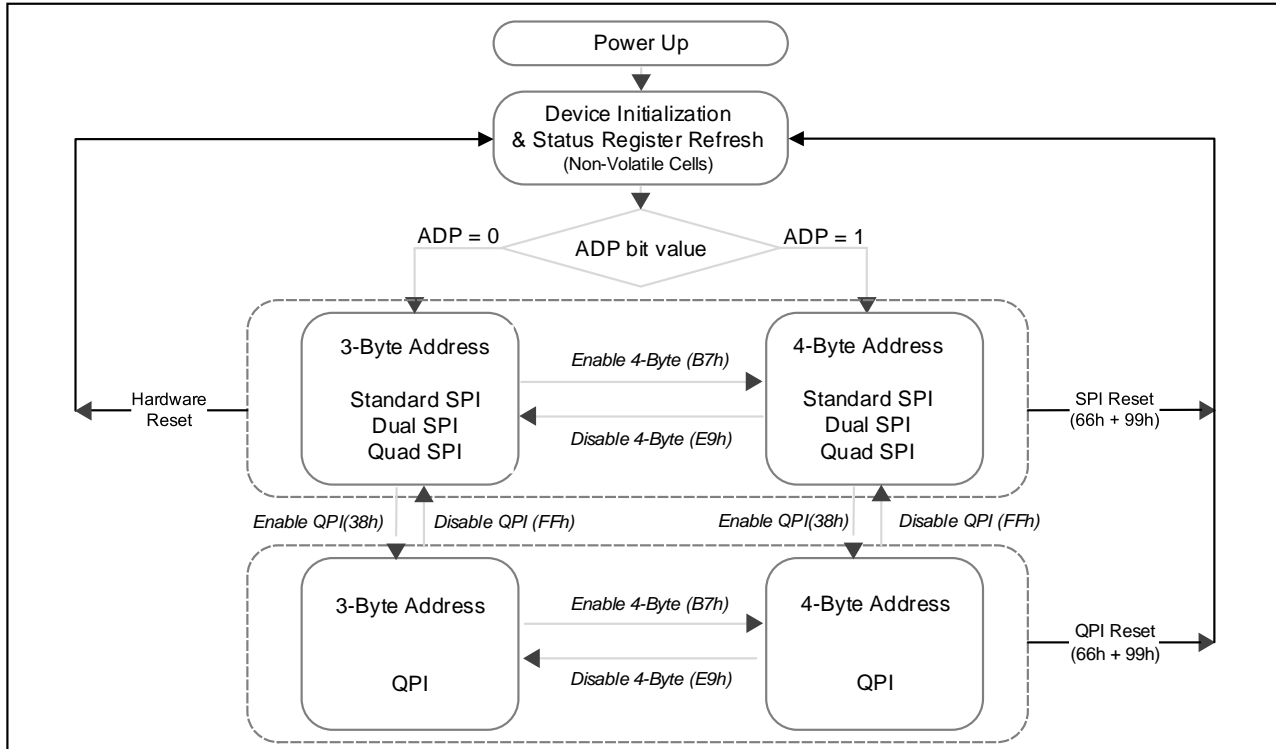 Power Up
Device Initialization
& Status Register Refresh
(Non-Volatile Cells)
ADP = 0
ADP bit value
ADP = 1
3-Byte Address
Standard SPI
Dual SPI
Quad SPI
Enable 4-Byte (B7h)
Disable 4-Byte (E9h)
4-Byte Address
Standard SPI
Dual SPI
Quad SPI
Hardware
Reset
SPI Reset
(66h + 99h)
Enable QPI(38h)
Disable QPI (FFh)
Enable QPI(38h)
Disable QPI (FFh)
3-Byte Address
QPI
Enable 4-Byte (B7h)
Disable 4-Byte (E9h)
4-Byte Address
QPI
QPI Reset
(66h + 99h)